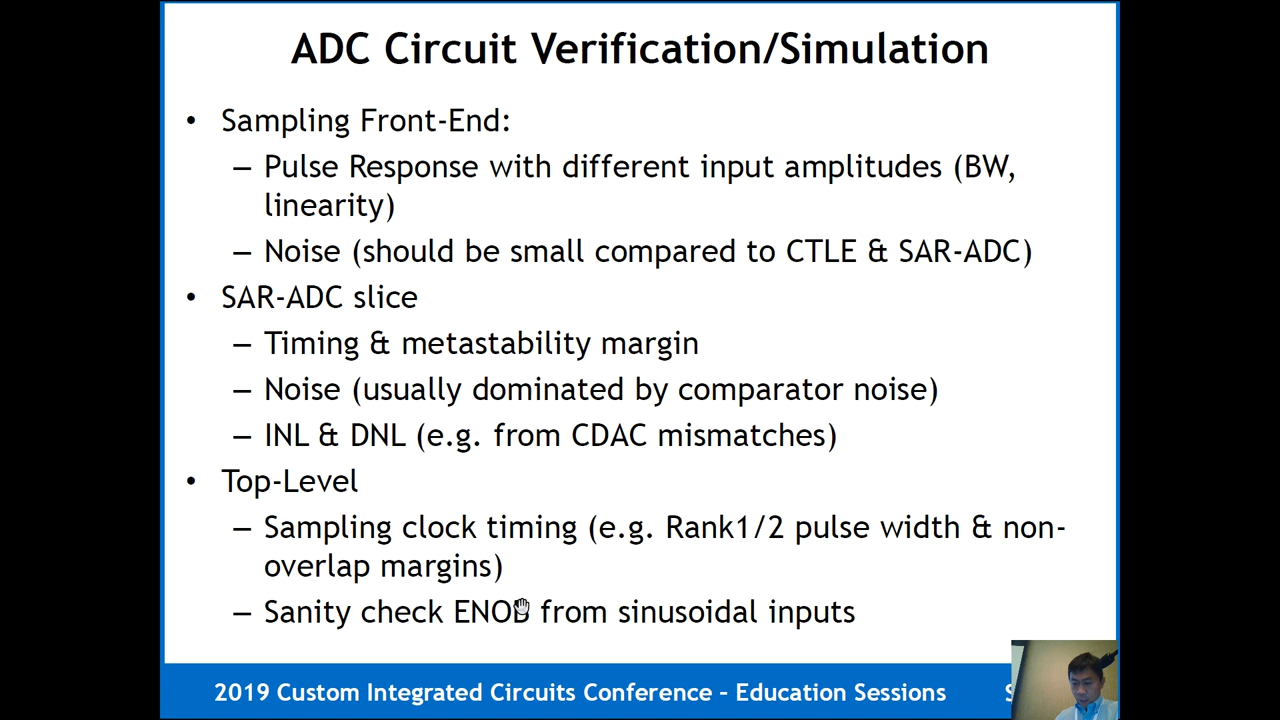 ADC Circuit Verification/Simulation
• Sampling Front-End:
– Pulse Response with different input amplitudes (BW,
linearity)
– Noise (should be small compared to CTLE & SAR-ADC)
• SAR-ADC slice
– Timing & metastability margin
– Noise (usually dominated by comparator noise)
– INL & DNL (e.g. from CDAC mismatches)
• Top-Level
– Sampling clock timing (e.g. Rank1/2 pulse width & non-
overlap margins)
– Sanity check ENOB from sinusoidal inputs
2019 Custom Integrated Circuits Conference - Education Sessions